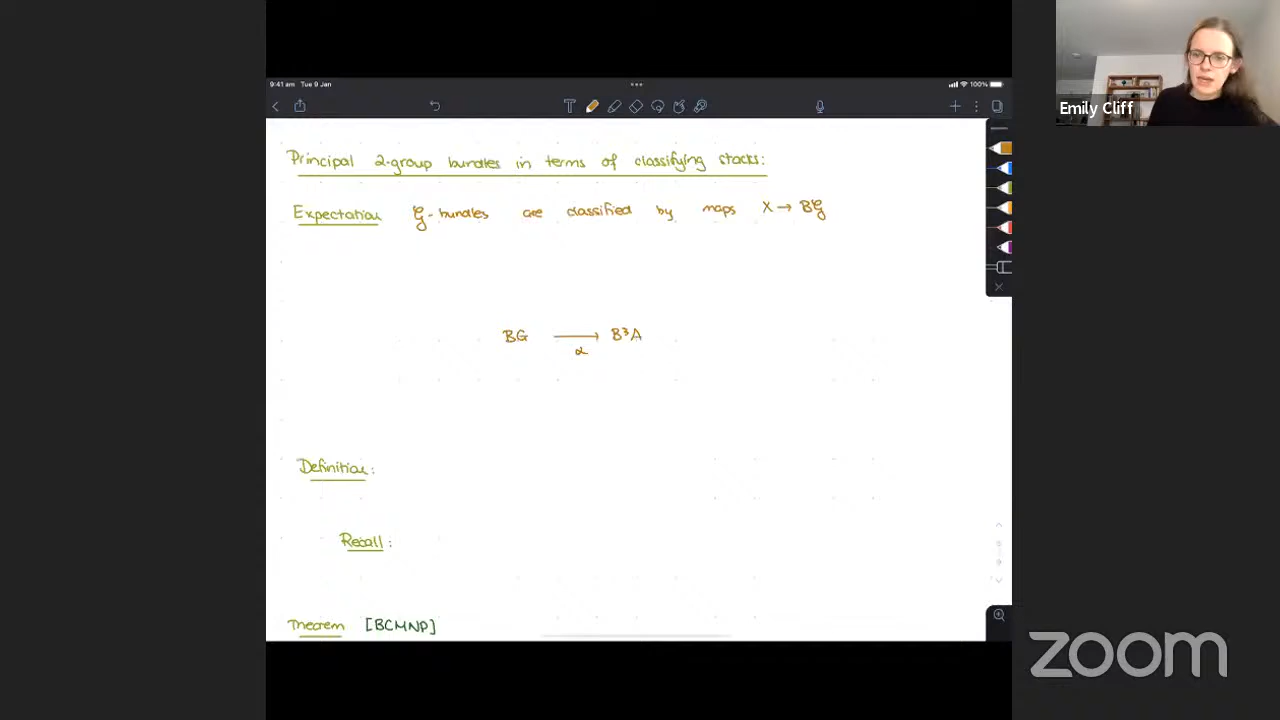 9:41 am Tue 9 Jan
100%
Emily Cliff
Principal 2-group bundles in terms of classifying stacks:
Expectation 𝒢-bundles are classified by maps X → B𝒢
BG → B³A
α
Definition:
Recall:
Theorem [BCMNP]
zoom